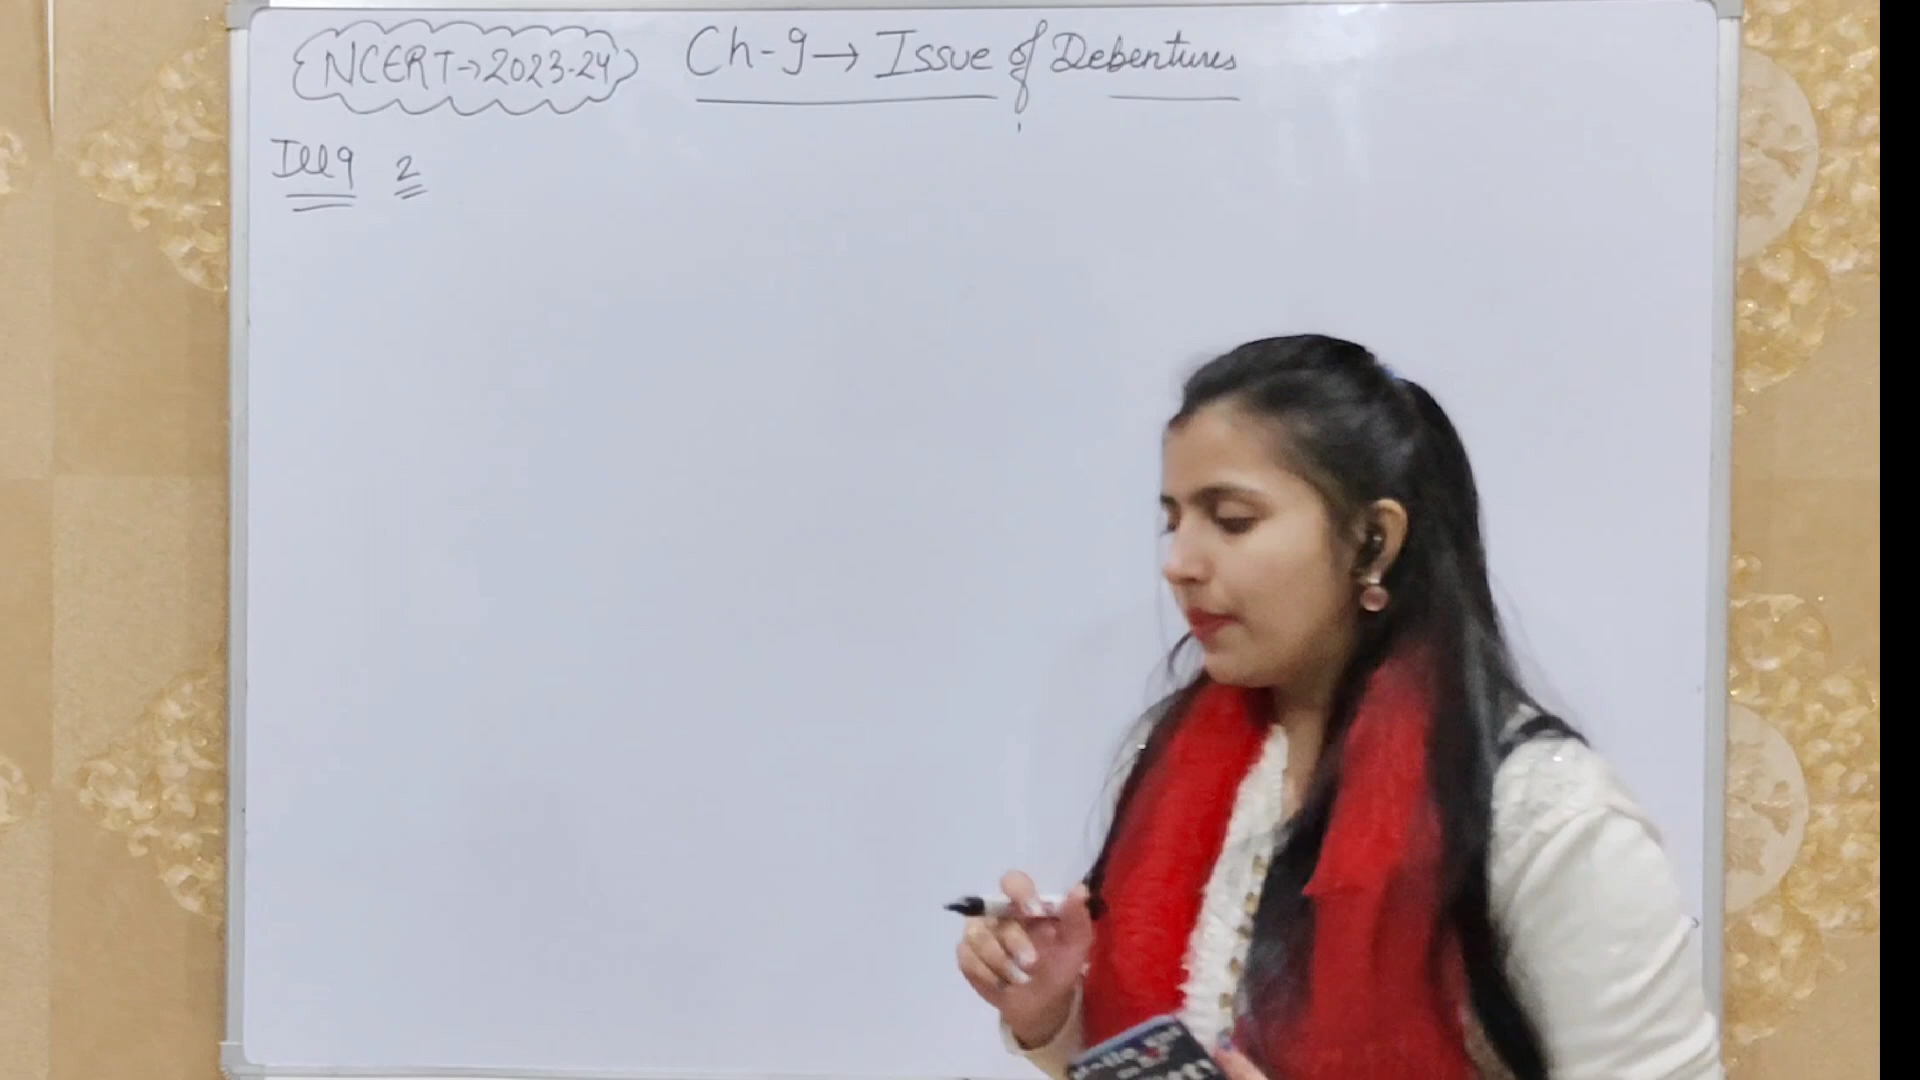 NCERT→2023-24 Ch-9→ Issue of Debentures
Illq 2